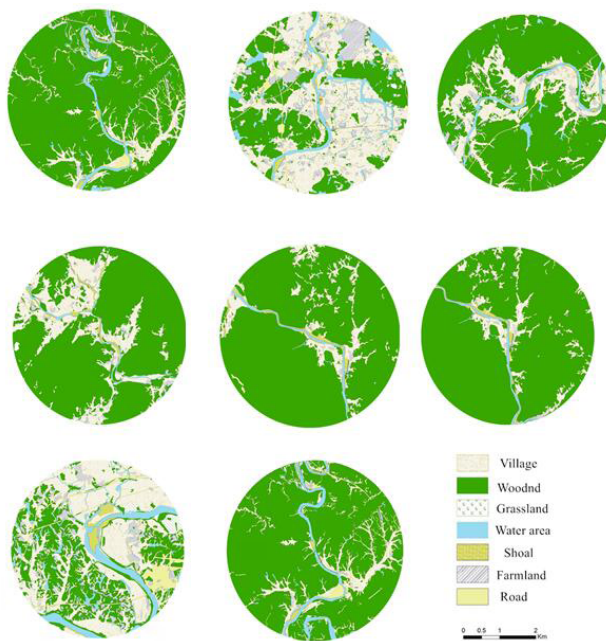 Village
Woodnd
Grassland
Water area
Shoal
Farmland
Road
0 0.5 1 2
Km